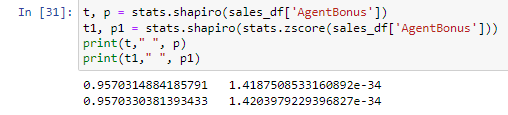 In [31]: t, p = stats.shapiro(sales_df['AgentBonus'])
t1, p1 = stats.shapiro(stats.zscore(sales_df['AgentBonus']))
print(t," ", p)
print(t1," ", p1)
0.9570314884185791   1.4187508533160892e-34
0.9570330381393433   1.4203979229396827e-34